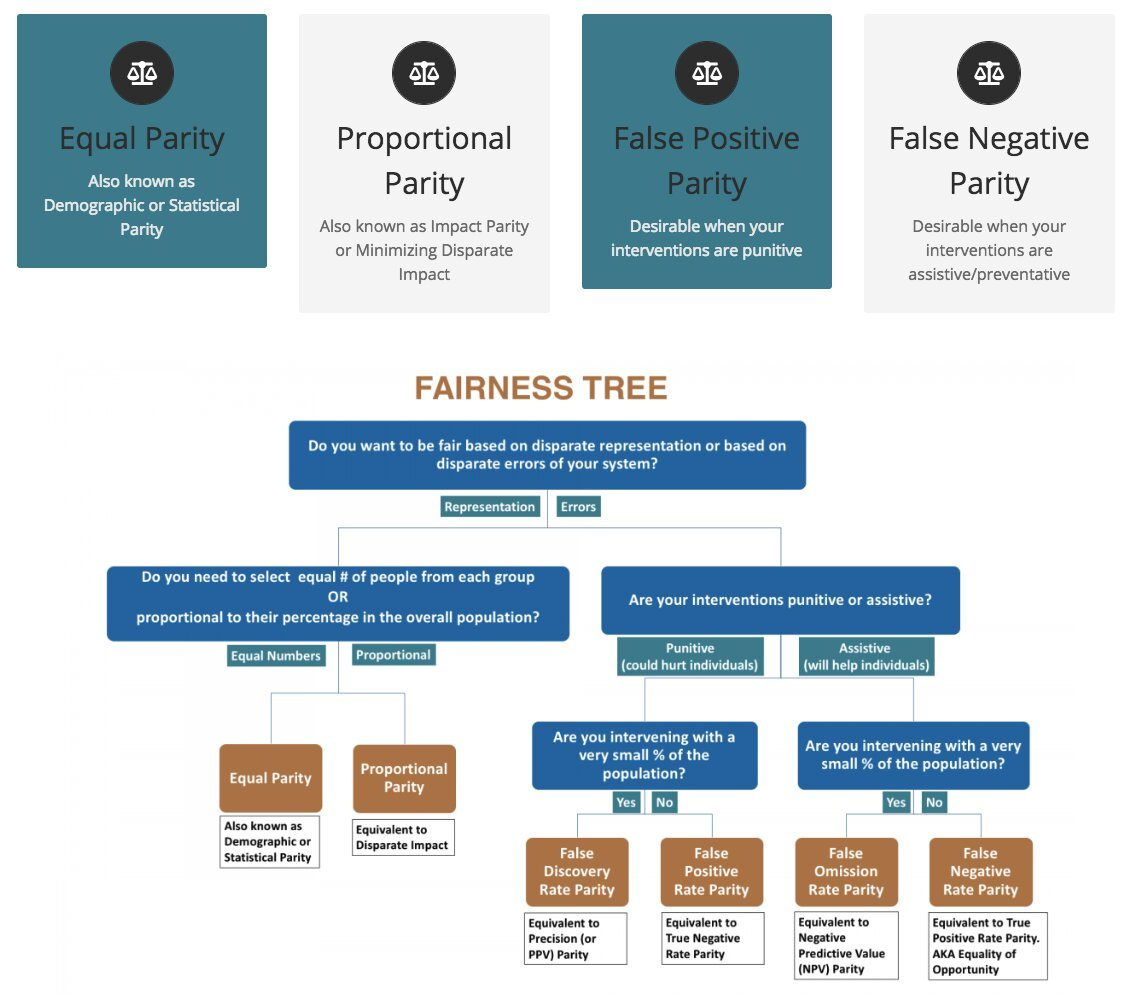 Equal Parity
Also known as
Demographic or Statistical
Parity
Proportional
Parity
Also known as Impact Parity
or Minimizing Disparate
Impact
False Positive
Parity
Desirable when your
interventions are punitive
False Negative
Parity
Desirable when your
interventions are
assistive/preventative
FAIRNESS TREE
Do you want to be fair based on disparate representation or based on
disparate errors of your system?
Representation
Errors
Do you need to select equal # of people from each group
OR
proportional to their percentage in the overall population?
Are your interventions punitive or assistive?
Equal Numbers
Proportional
Punitive
(could hurt individuals)
Assistive
(will help individuals)
Are you intervening with a
very small % of the
population?
Are you intervening with a very
small % of the population?
Yes
No
Yes
No
Equal Parity
Proportional
Parity
Also known as
Demographic or
Statistical Parity
Equivalent to
Disparate Impact
False
Discovery
Rate Parity
False
Positive
Rate Parity
False
Omission
Rate Parity
False
Negative
Rate Parity
Equivalent to
Precision (or
PPV) Parity
Equivalent to
True Negative
Rate Parity
Equivalent to
Negative
Predictive Value
(NPV) Parity
Equivalent to True
Positive Rate Parity.
AKA Equality of
Opportunity